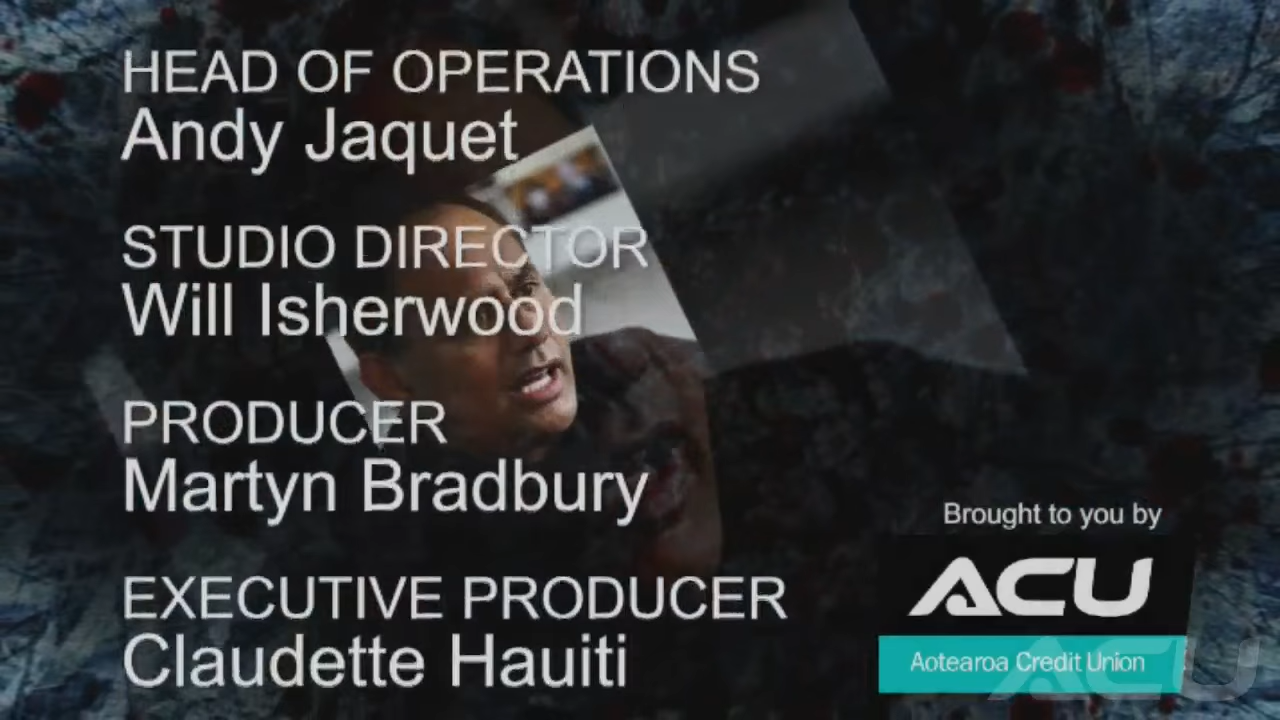 HEAD OF OPERATIONS
Andy Jaquet
STUDIO DIRECTOR
Will Isherwood
PRODUCER
Martyn Bradbury
EXECUTIVE PRODUCER
Claudette Hauiti
Brought to you by
ACU
Aotearoa Credit Union
ACU